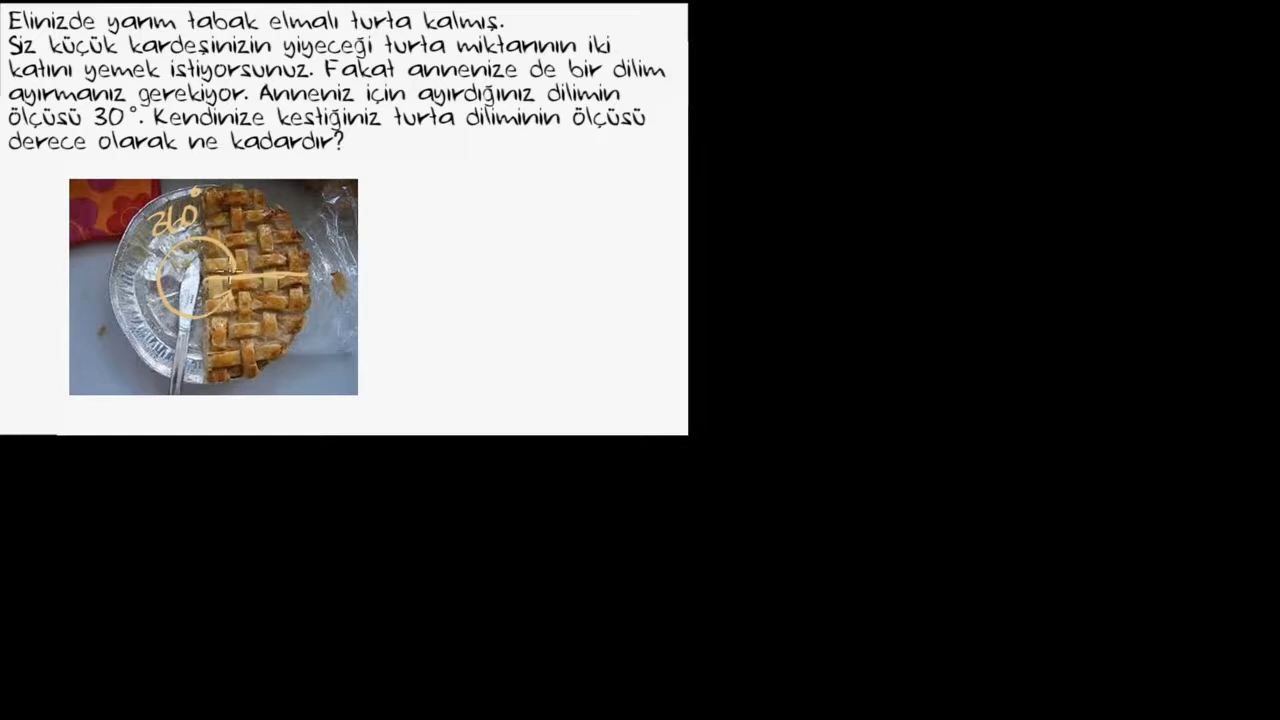 Elinizde yarım tabak elmalı turta kalmış.
Siz küçük kardeşinizin yiyeceği turta miktarının iki
katını yemek istiyorsunuz. Fakat annenize de bir dilim
ayırmanız gerekiyor. Anneniz için ayırdığınız dilimin
ölçüsü 30°. Kendinize kestiğiniz turta diliminin ölçüsü
derece olarak ne kadardır?
360°